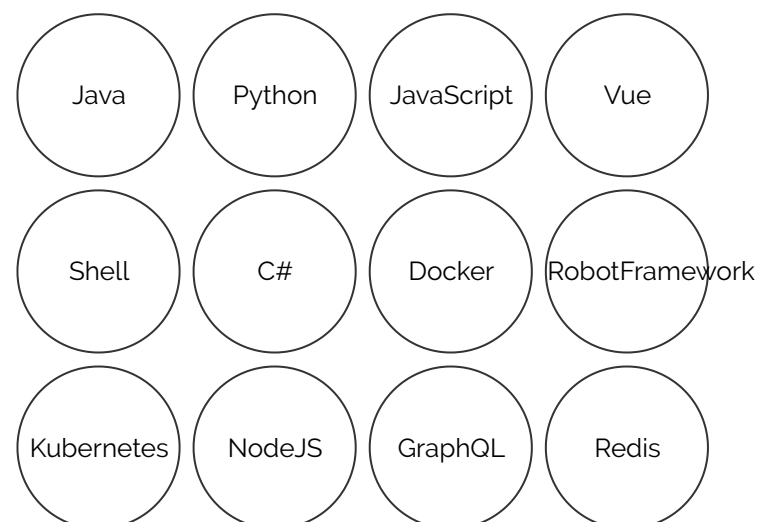 Java
Python
JavaScript
Vue
Shell
C#
Docker
RobotFramework
Kubernetes
NodeJS
GraphQL
Redis